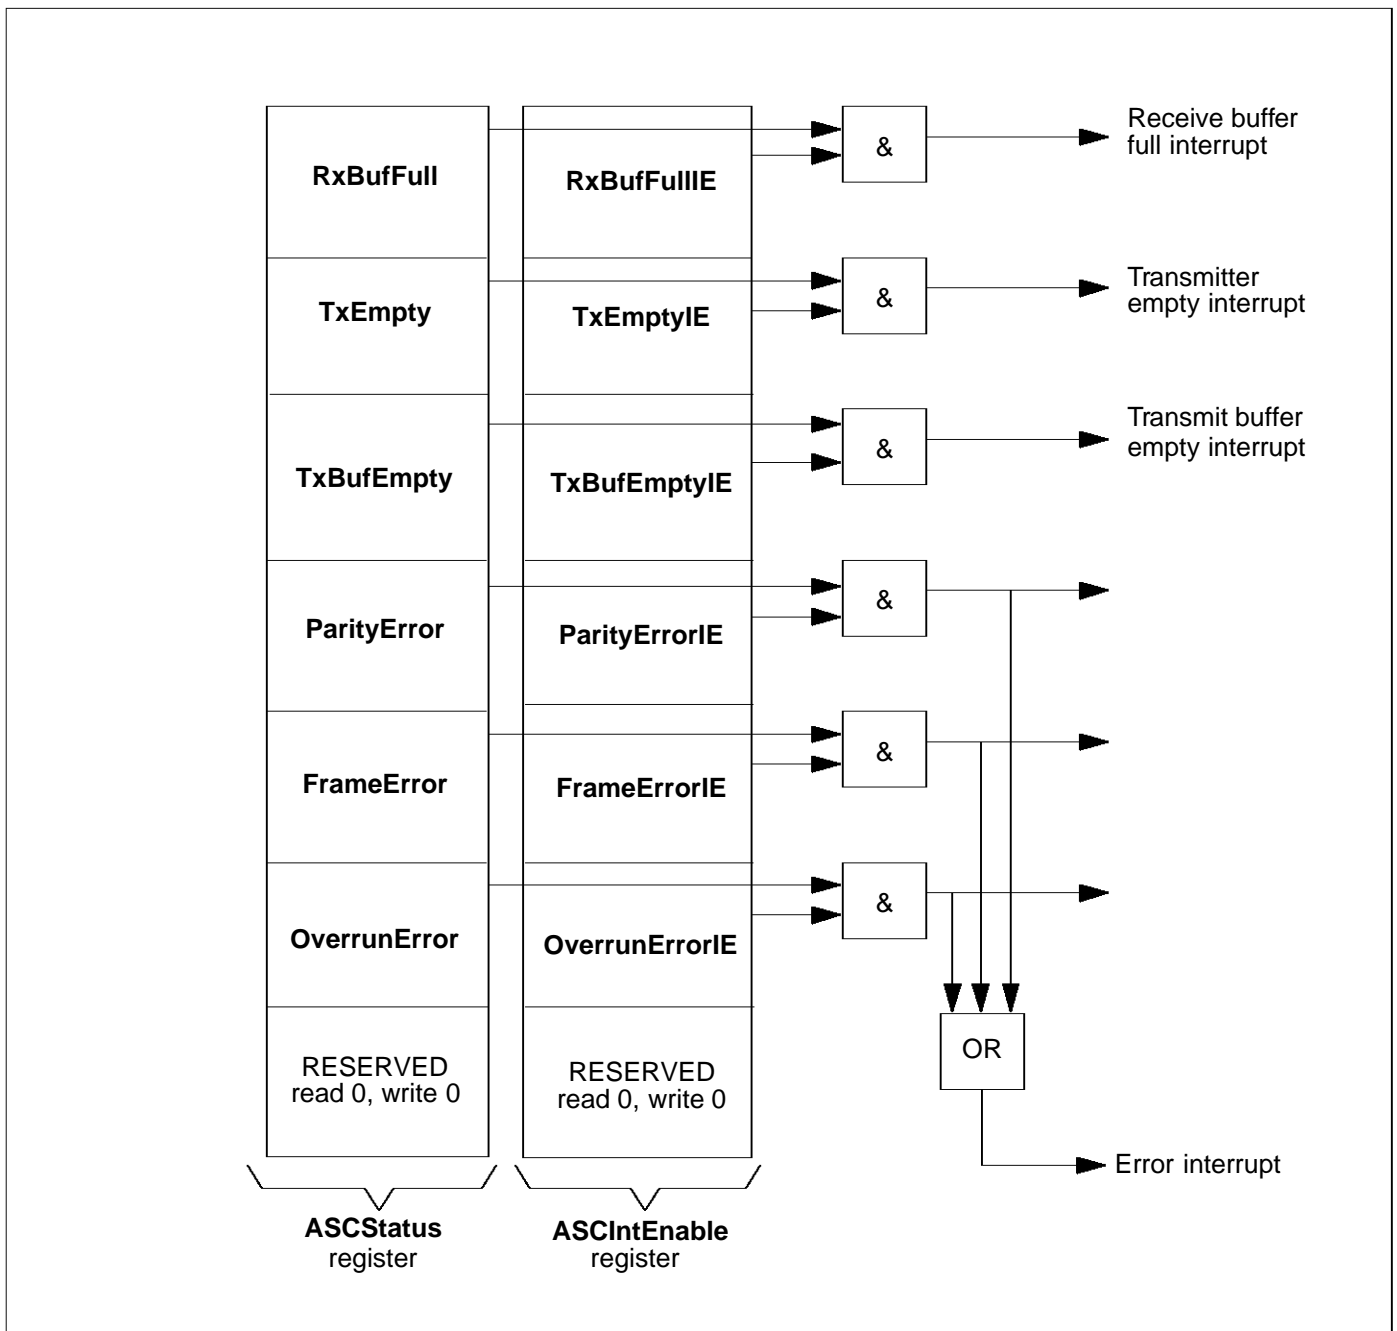 RxBufFull
RxBufFullIE
&
Receive buffer
full interrupt
TxEmpty
TxEmptyIE
&
Transmitter
empty interrupt
TxBufEmpty
TxBufEmptyIE
&
Transmit buffer
empty interrupt
ParityError
ParityErrorIE
&
FrameError
FrameErrorIE
&
OverrunError
OverrunErrorIE
&
RESERVED
read 0, write 0
RESERVED
read 0, write 0
OR
Error interrupt
ASCStatus
register
ASCIntEnable
register